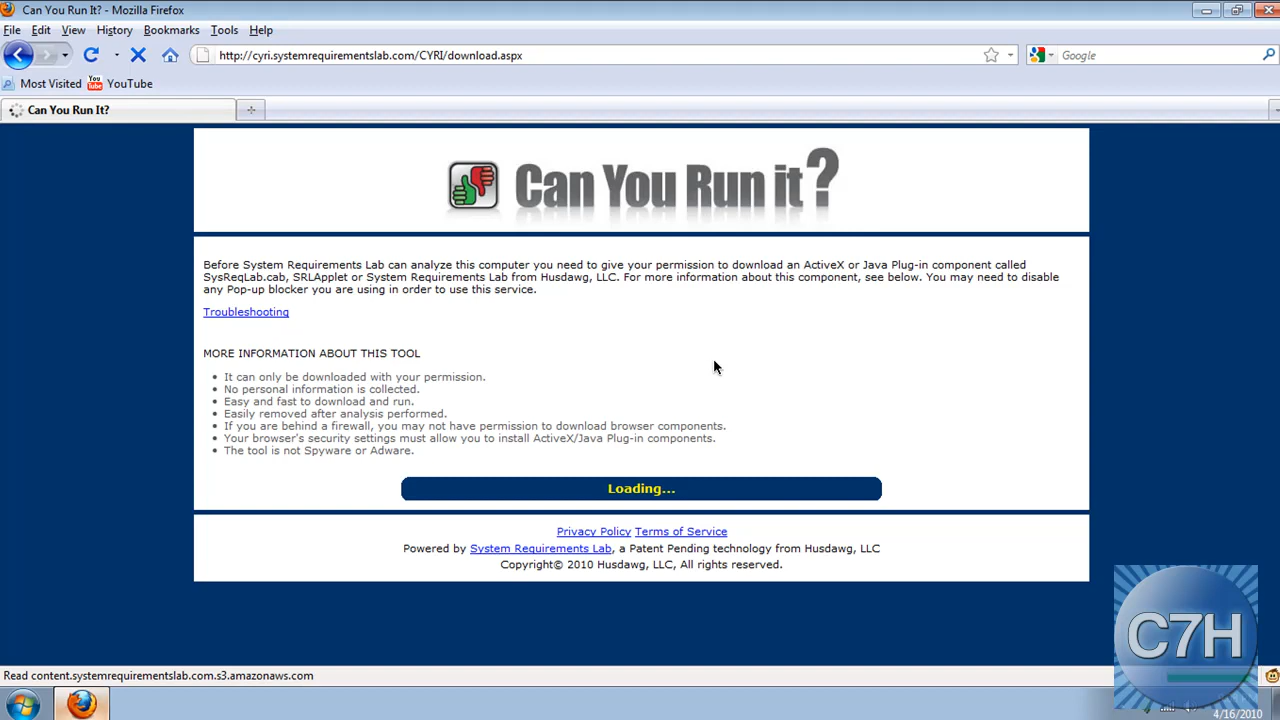 Can You Run It? - Mozilla Firefox
File Edit View History Bookmarks Tools Help
http://cyri.systemrequirementslab.com/CYRI/download.aspx
Google
Most Visited YouTube
Can You Run It?
Can You Run it?
Before System Requirements Lab can analyze this computer you need to give your permission to download an ActiveX or Java Plug-in component called
SysReqLab.cab, SRLApplet or System Requirements Lab from Husdawg, LLC. For more information about this component, see below. You may need to disable
any Pop-up blocker you are using in order to use this service.
Troubleshooting
MORE INFORMATION ABOUT THIS TOOL
• It can only be downloaded with your permission.
• No personal information is collected.
• Easy and fast to download and run.
• Easily removed after analysis performed.
• If you are behind a firewall, you may not have permission to download browser components.
• Your browser's security settings must allow you to install ActiveX/Java Plug-in components.
• The tool is not Spyware or Adware.
Loading...
Privacy Policy Terms of Service
Powered by System Requirements Lab, a Patent Pending technology from Husdawg, LLC
Copyright© 2010 Husdawg, LLC, All rights reserved.
C7H
Read content.systemrequirementslab.com.s3.amazonaws.com
4/16/2010